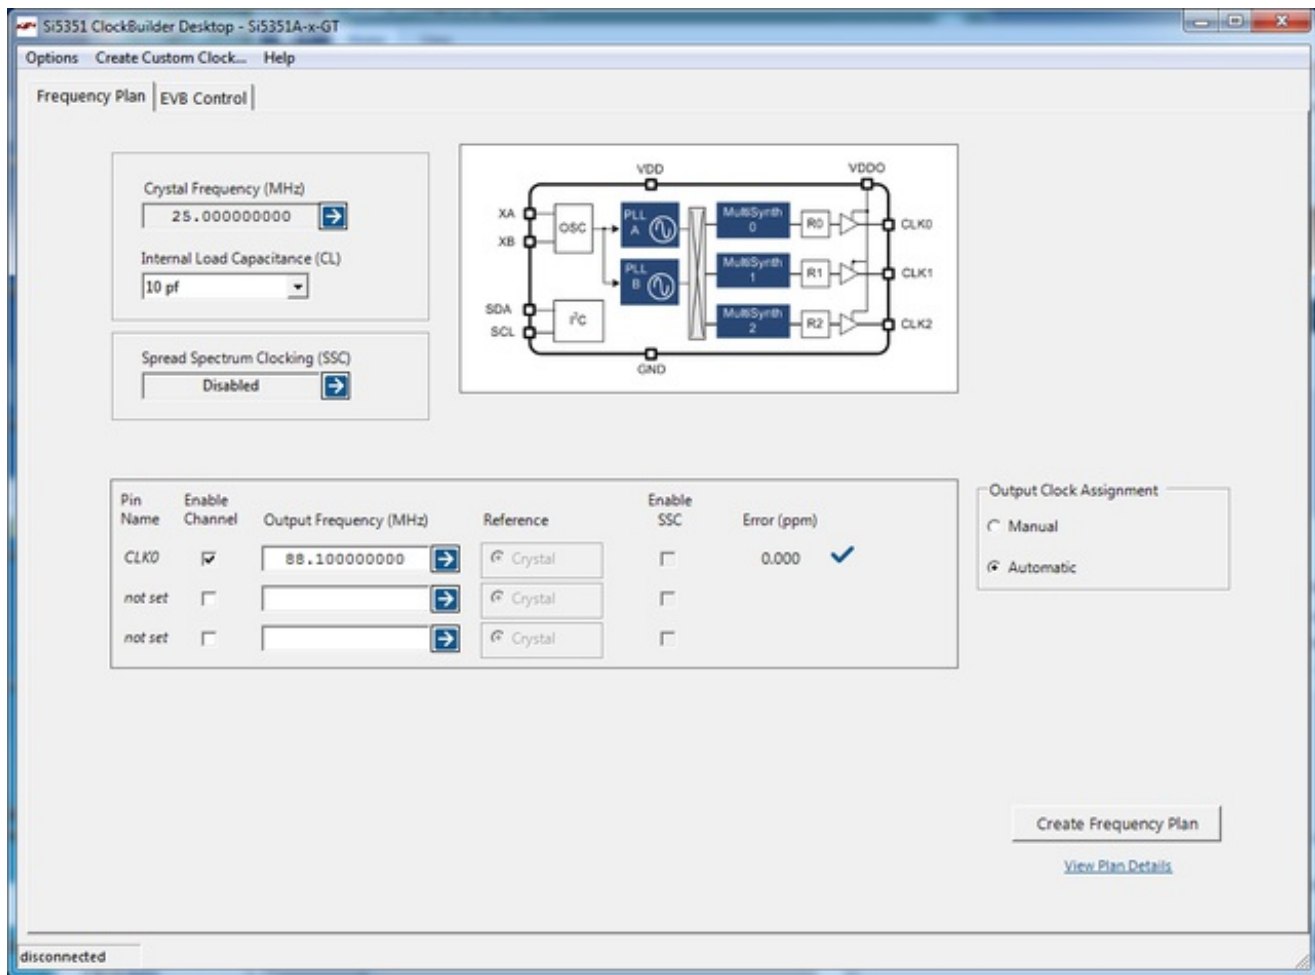 Si5351 ClockBuilder Desktop - Si5351A-x-GT
Options Create Custom Clock... Help
Frequency Plan EVB Control
Crystal Frequency (MHz)
25.000000000
Internal Load Capacitance (CL)
10 pf
Spread Spectrum Clocking (SSC)
Disabled
VDD VDDO
XA
XB
OSC
PLL A
PLL B
MultiSynth 0
R0
CLK0
MultiSynth 1
R1
CLK1
MultiSynth 2
R2
CLK2
SDA
SCL
I²C
GND
Pin Name Enable Channel Output Frequency (MHz) Reference Enable SSC Error (ppm)
CLK0 88.100000000 Crystal 0.000
not set Crystal
not set Crystal
Output Clock Assignment
Manual
Automatic
Create Frequency Plan
View Plan Details
disconnected